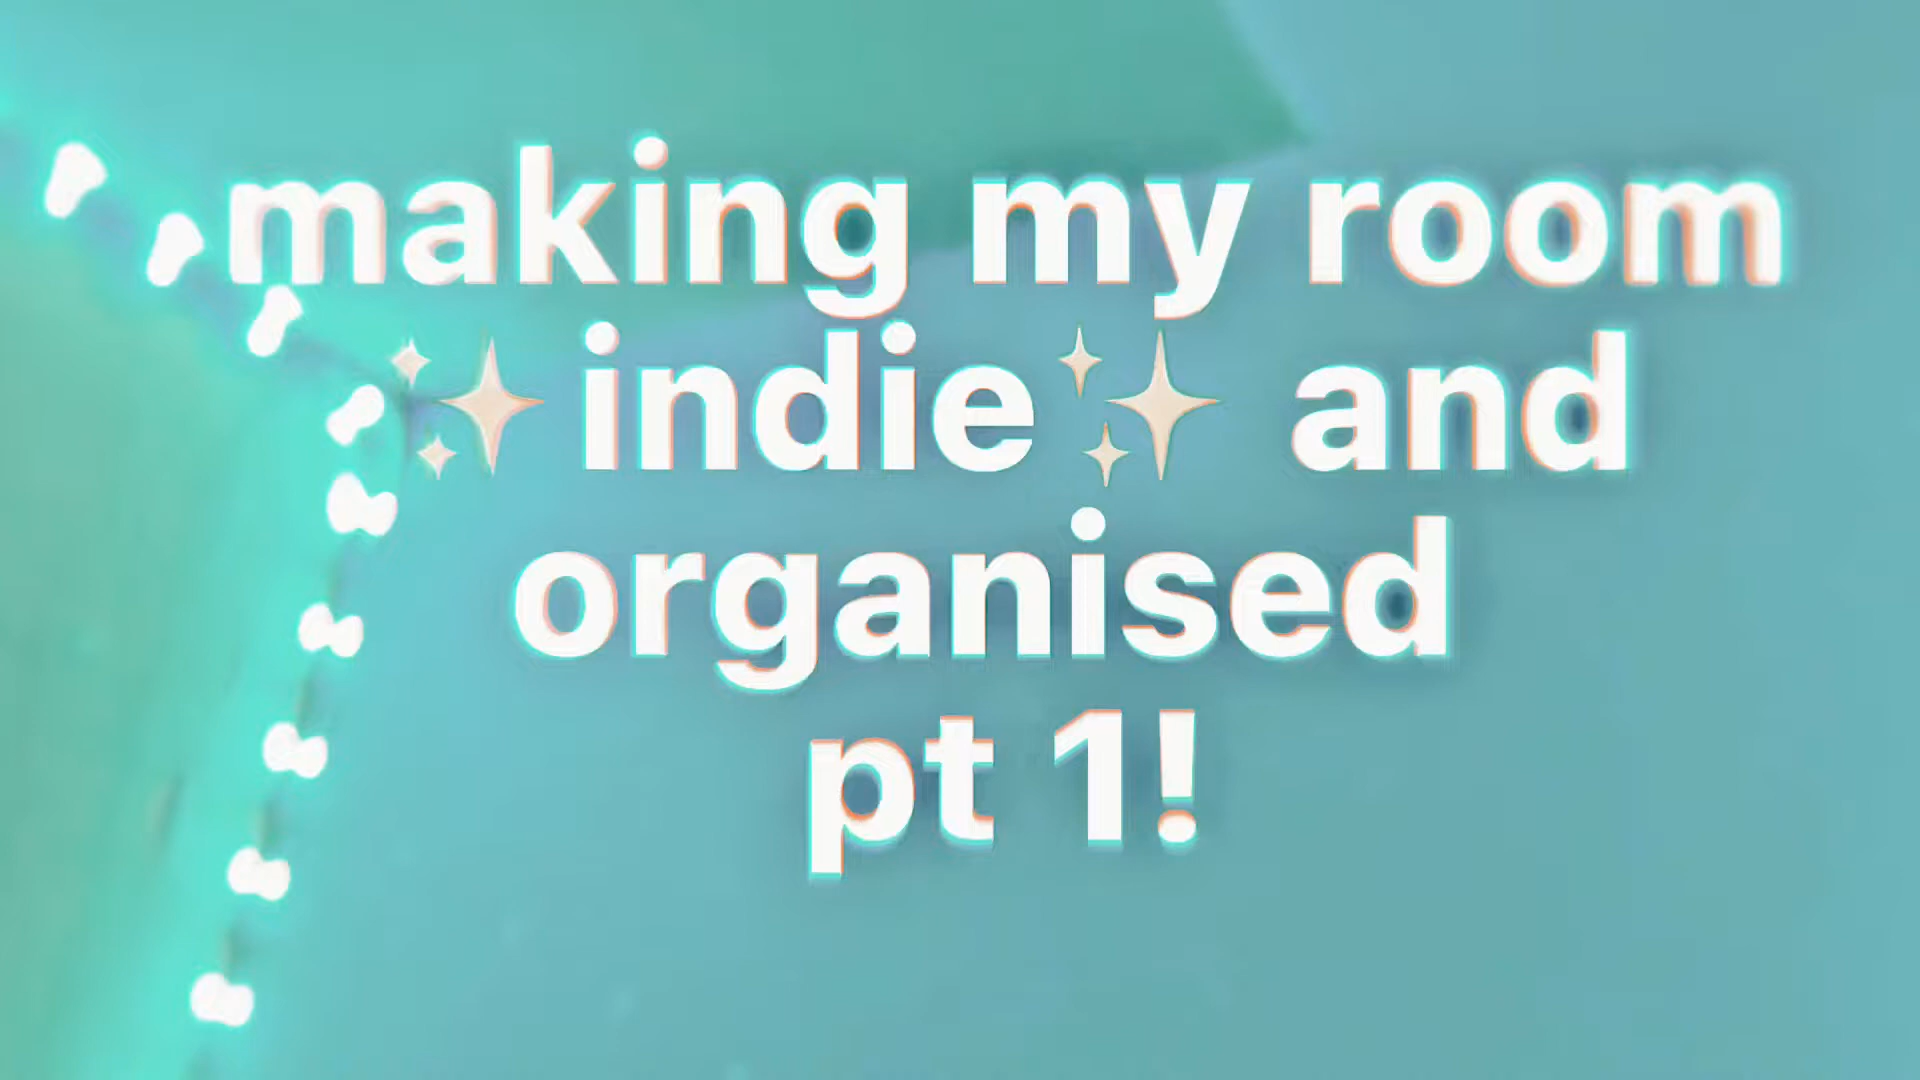 making my room
✨indie✨ and
organised
pt 1!